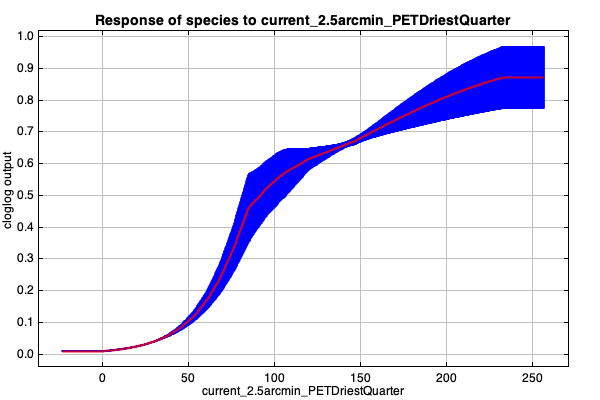 Response of species to current_2.5arcmin_PETDriestQuarter
1.0
0.9
0.8
0.7
0.6
0.5
0.4
0.3
0.2
0.1
0.0
cloglog output
0 50 100 150 200 250
current_2.5arcmin_PETDriestQuarter